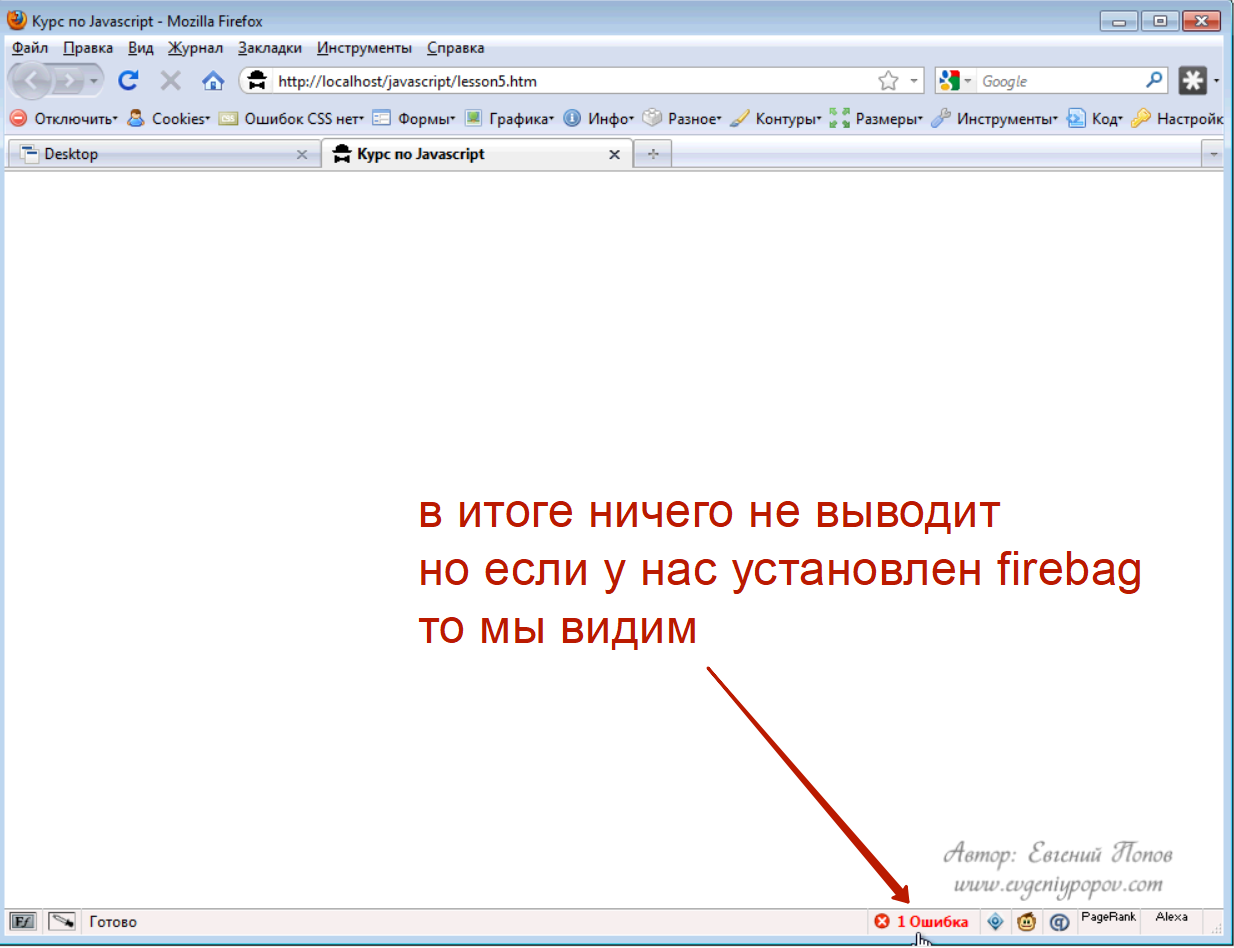 Курс по Javascript - Mozilla Firefox
Файл Правка Вид Журнал Закладки Инструменты Справка
http://localhost/javascript/lesson5.htm Google
Отключить Cookies CSS Ошибок CSS нет Формы Графика Инфо Разное Контуры Размеры Инструменты Код Настройк
Desktop Курс по Javascript
в итоге ничего не выводит
но если у нас установлен firebag
то мы видим
Автор: Евгений Попов
www.evgeniypopov.com
Ff Готово 1 Ошибка PageRank Alexa